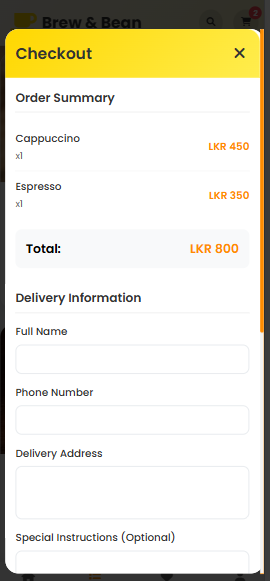 Brew & Bean
2
Checkout
Order Summary
Cappuccino
x1
LKR 450
Espresso
x1
LKR 350
Total:
LKR 800
Delivery Information
Full Name
Phone Number
Delivery Address
Special Instructions (Optional)